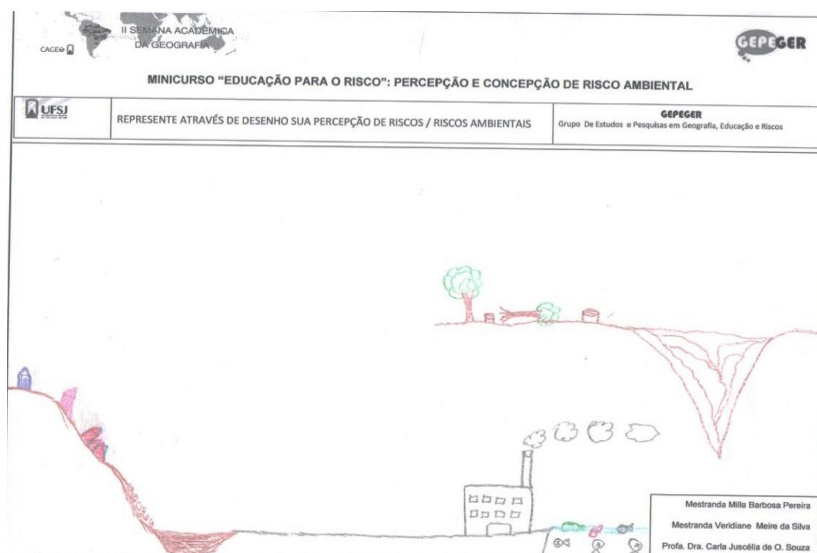 II SEMANA ACADÊMICA
DA GEOGRAFIA
CAGEO
GEPEGER
MINICURSO "EDUCAÇÃO PARA O RISCO": PERCEPÇÃO E CONCEPÇÃO DE RISCO AMBIENTAL
UFSJ
REPRESENTE ATRAVÉS DE DESENHO SUA PERCEPÇÃO DE RISCOS / RISCOS AMBIENTAIS
GEPEGER
Grupo De Estudos e Pesquisas em Geografia, Educação e Riscos
Mestranda Milla Barbosa Pereira
Mestranda Veridiane Meire da Silva
Profa. Dra. Carla Juscélia de O. Souza